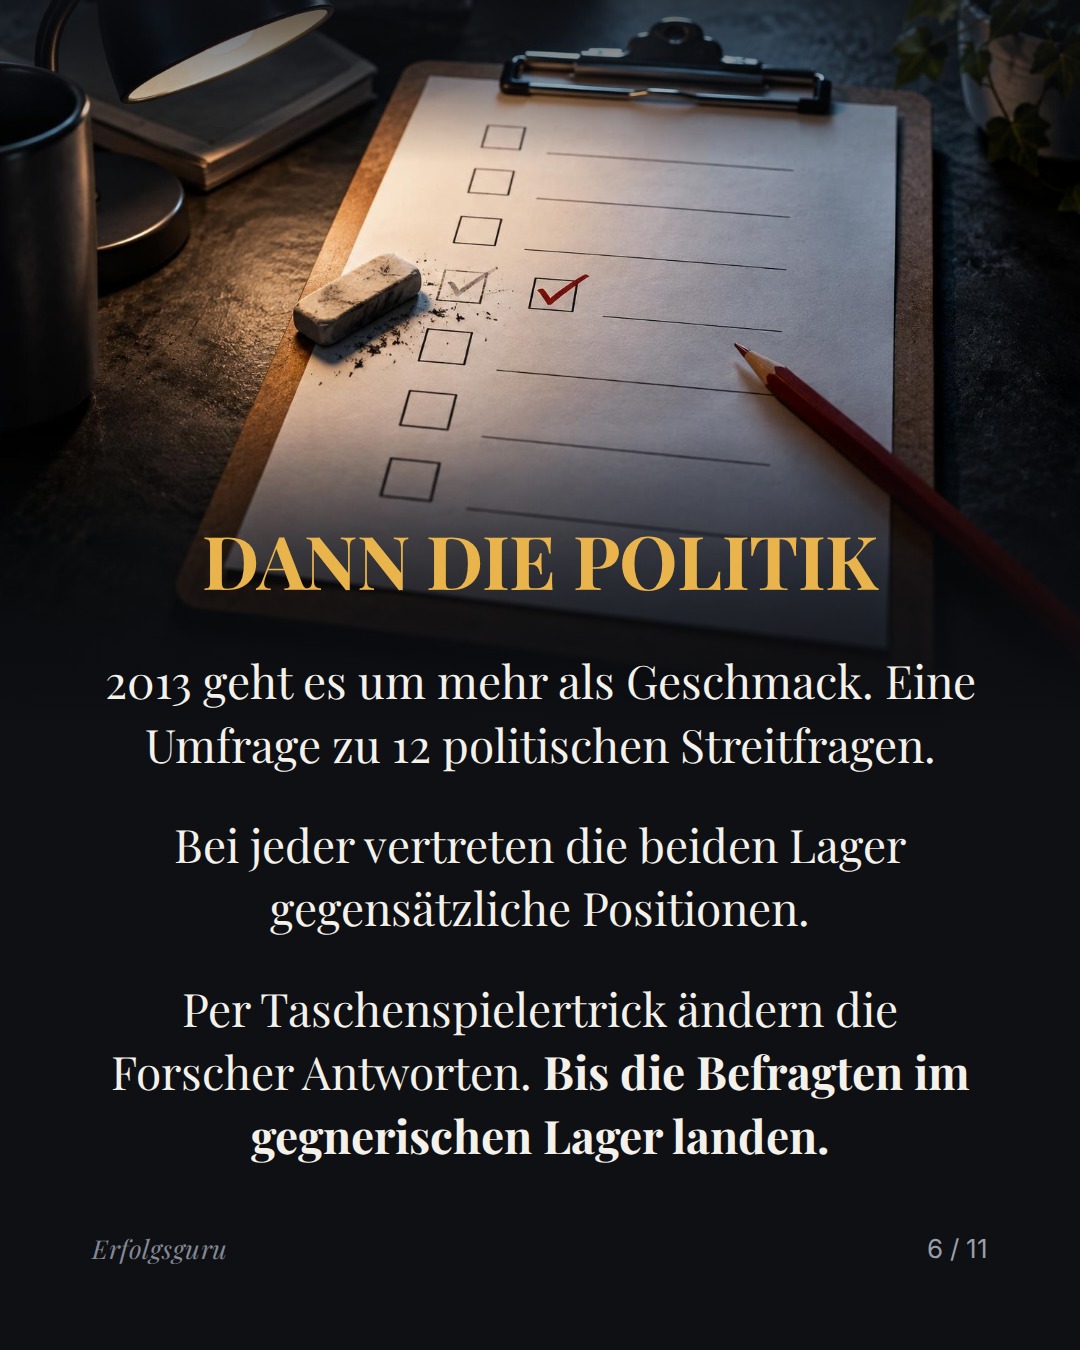 DANN DIE POLITIK
2013 geht es um mehr als Geschmack. Eine
Umfrage zu 12 politischen Streitfragen.
Bei jeder vertreten die beiden Lager
gegensätzliche Positionen.
Per Taschenspielertrick ändern die
Forscher Antworten. Bis die Befragten im
gegnerischen Lager landen.
Erfolgsguru
6 / 11